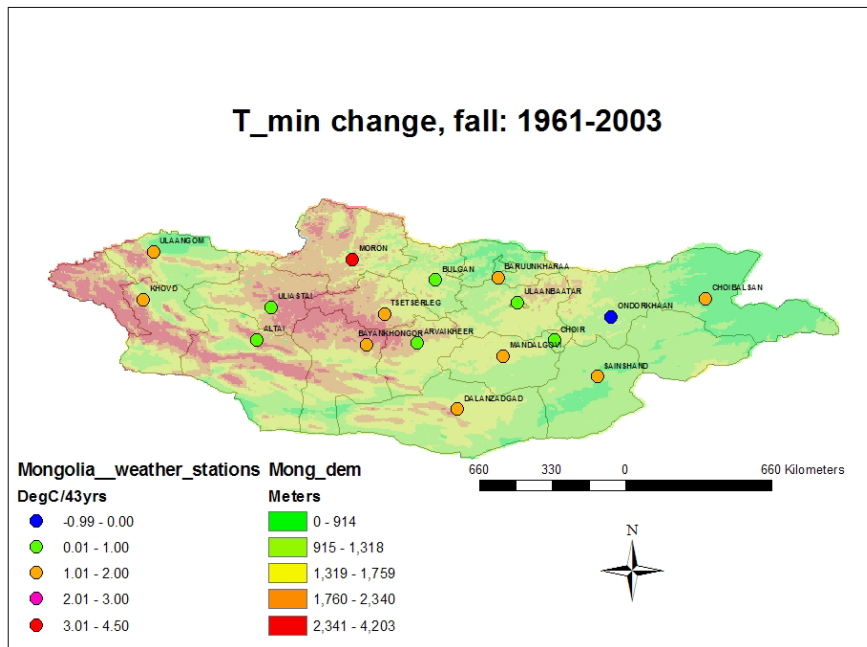 T_min change, fall: 1961-2003
ULAANGOM
MORON
KHOVD
BULGAN
BARUUNKHARAA
ULIASTAI
TSETSERLEG
ULAANBAATAR
ONDORKHAAN
CHOIBALSAN
ALTAI
BAYANKHONGOR
ARVAIKHEER
CHOIR
MANDALGOVI
SAINSHAND
DALANZADGAD
Mongolia__weather_stations
DegC/43yrs
-0.99 - 0.00
0.01 - 1.00
1.01 - 2.00
2.01 - 3.00
3.01 - 4.50
Mong_dem
Meters
0 - 914
915 - 1,318
1,319 - 1,759
1,760 - 2,340
2,341 - 4,203
660 330 0 660 Kilometers
N